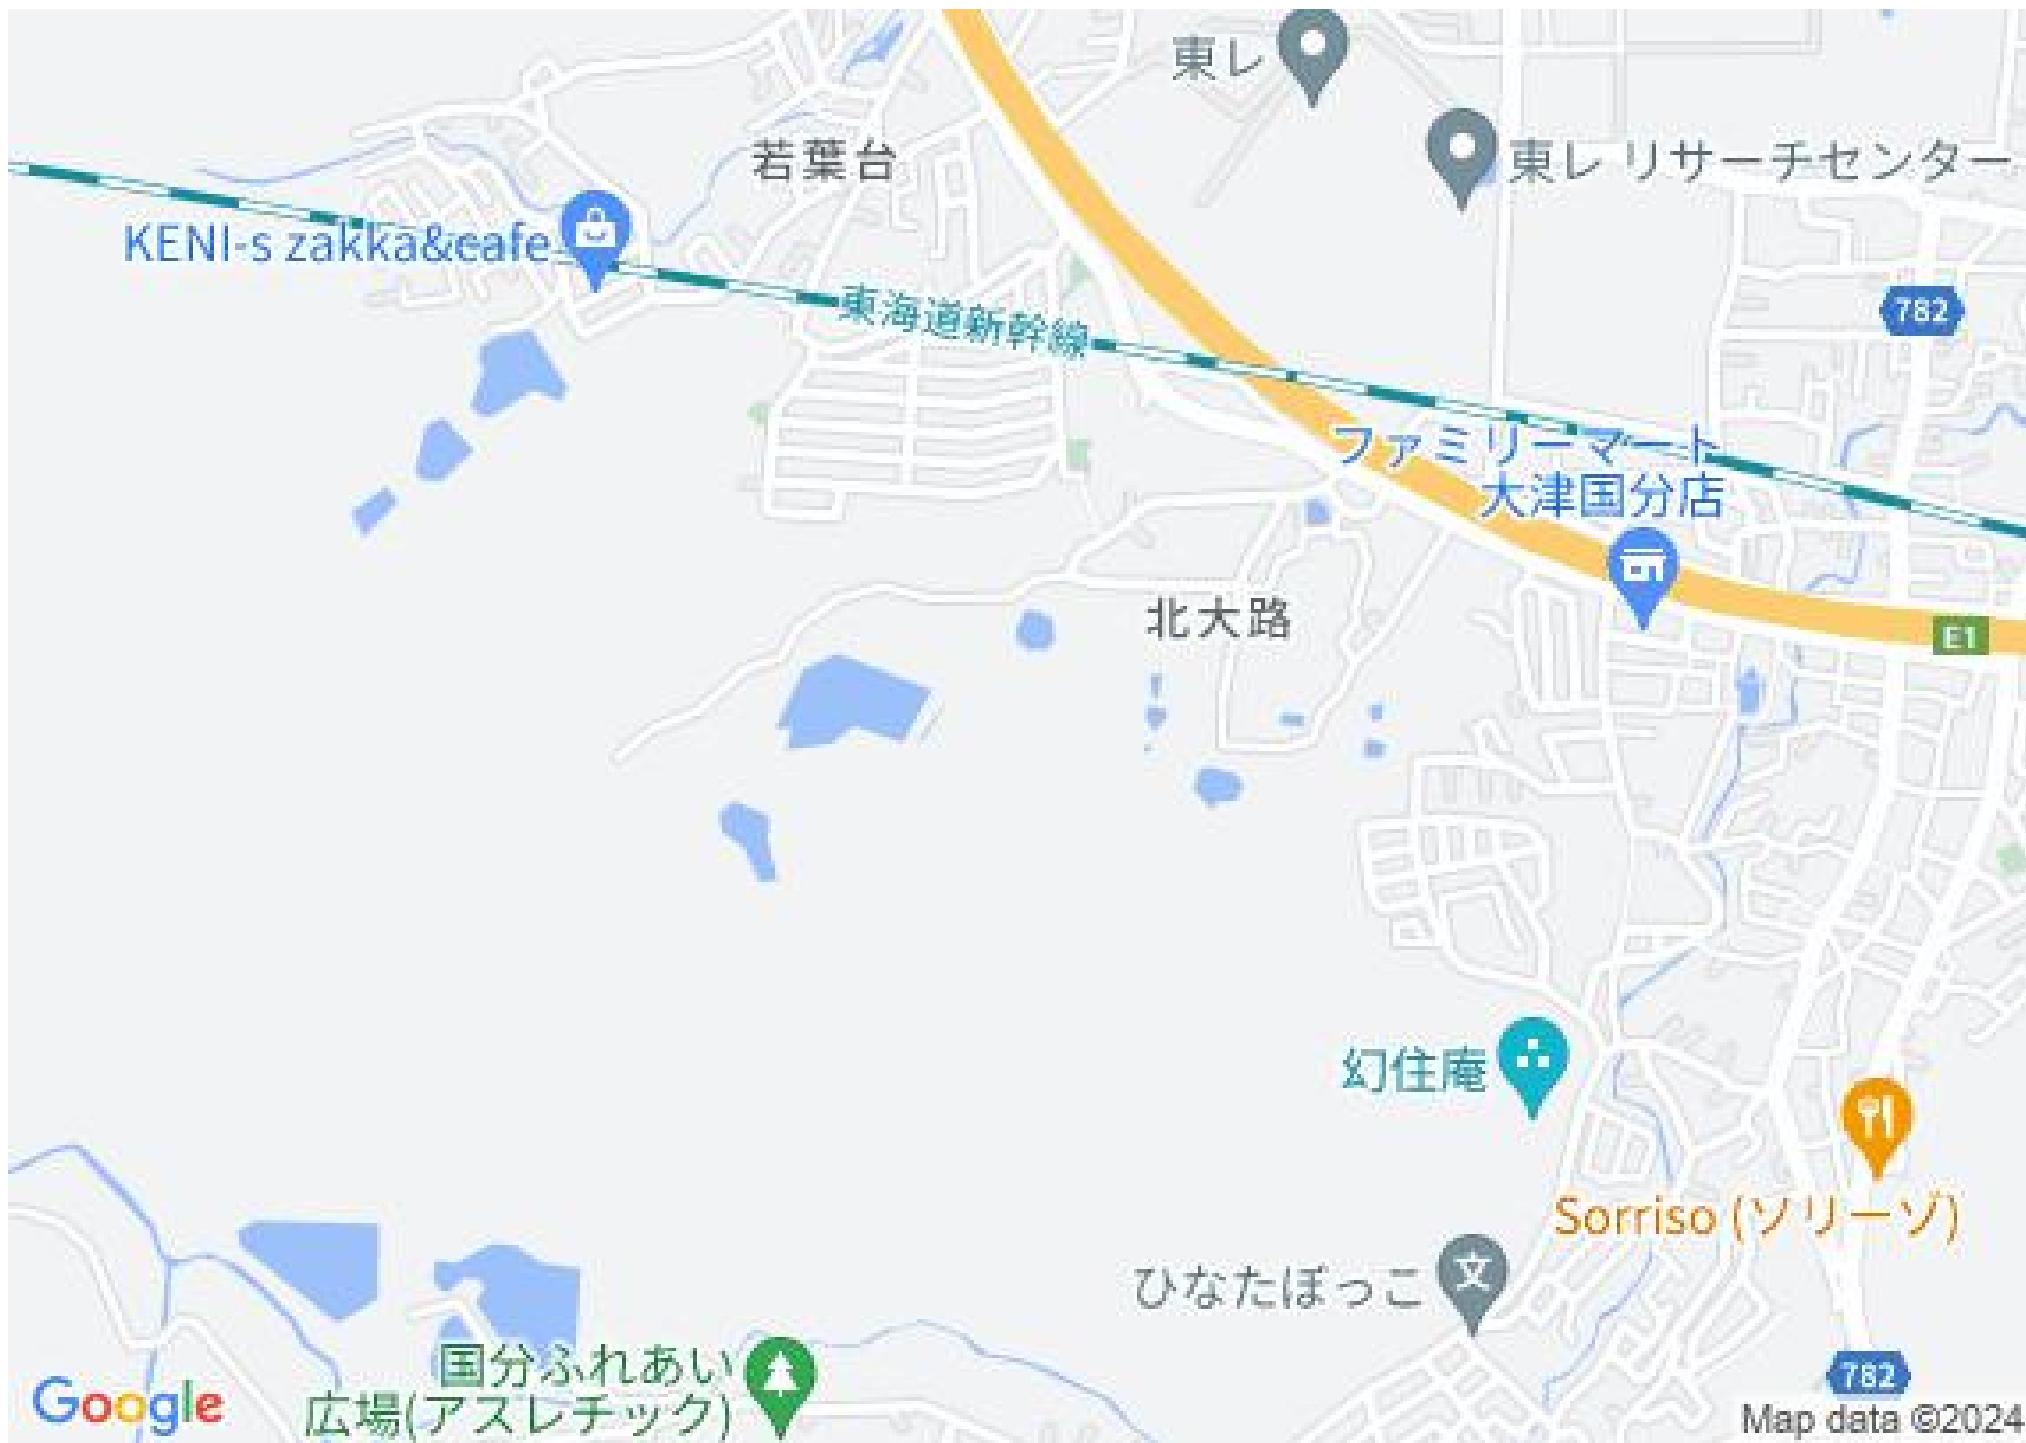 東レ
東レ リサーチセンター
若葉台
KENI-s zakka&cafe
東海道新幹線
782
ファミリーマート
大津国分店
北大路
E1
幻住庵
Sorriso (ソリーゾ)
ひなたぼっこ
国分ふれあい
広場(アスレチック)
782
Google
Map data ©2024